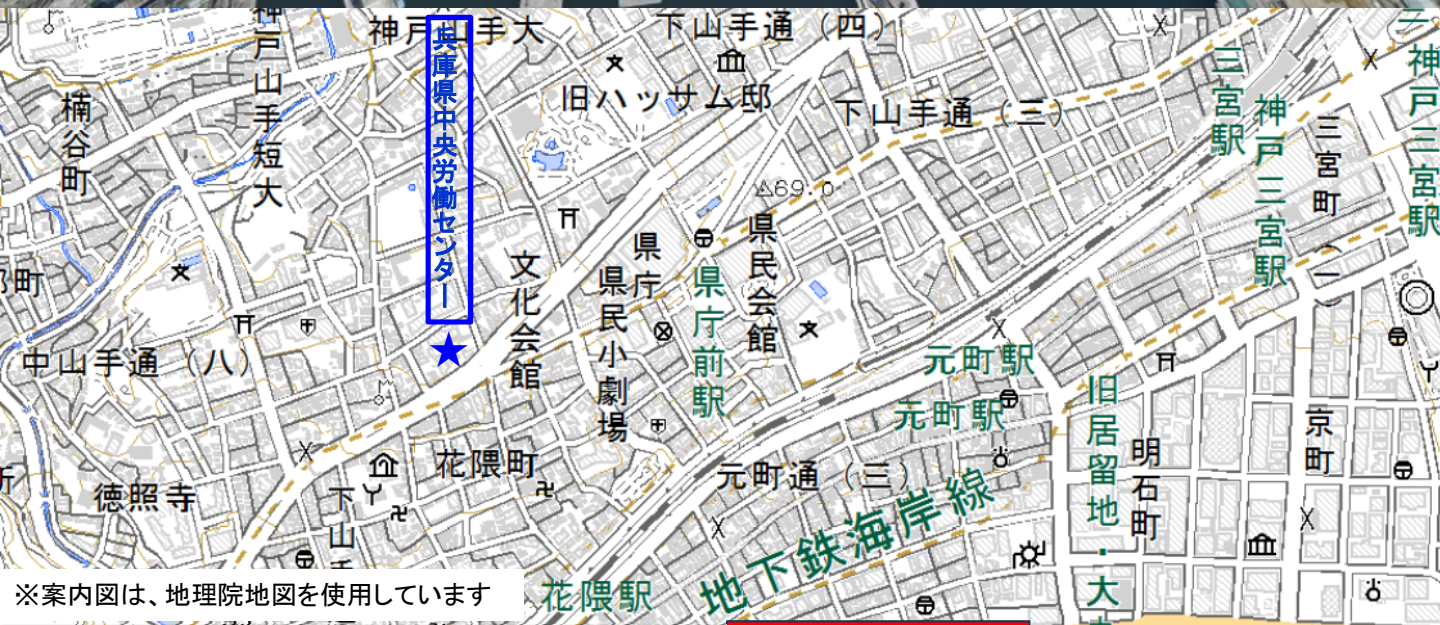 神戸山手大
下山手通（四）
兵庫県中央労働センター
神戸山手短大
楠谷町
旧ハッサム邸
下山手通（三）
三宮駅
神戸三宮駅
三宮町（一）
神戸三宮駅
69.0
県庁
県民会館
文化会館
県民小劇場
県庁前駅
中山手通（八）
元町駅
元町駅
旧居留地・大
明石町
京町
花隈町
元町通（三）
徳照寺
下山手
地下鉄海岸線
花隈駅
※案内図は、地理院地図を使用しています